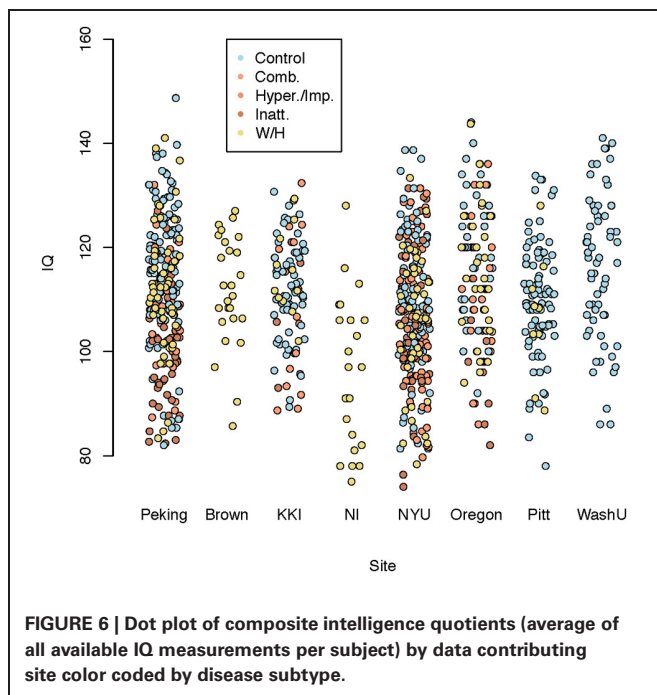 160
140
120
100
80
IQ
Control
Comb.
Hyper./Imp.
Inatt.
W/H
Peking Brown KKI NI NYU Oregon Pitt WashU
Site
FIGURE 6 | Dot plot of composite intelligence quotients (average of
all available IQ measurements per subject) by data contributing
site color coded by disease subtype.